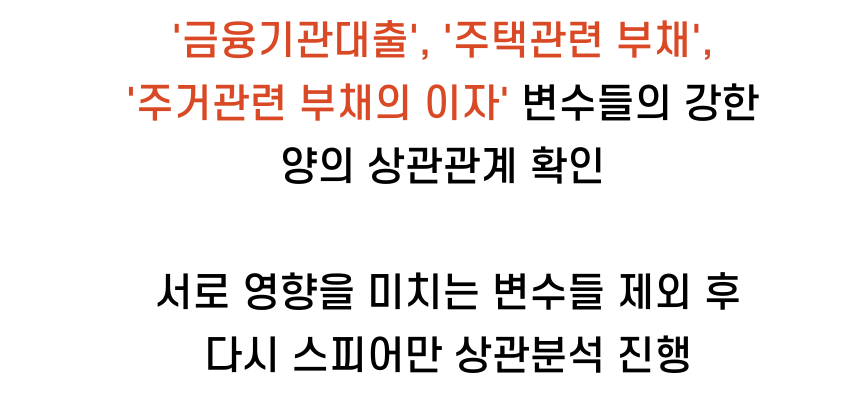 '금융기관대출', '주택관련 부채',
'주거관련 부채의 이자' 변수들의 강한
양의 상관관계 확인
서로 영향을 미치는 변수들 제외 후
다시 스피어만 상관분석 진행